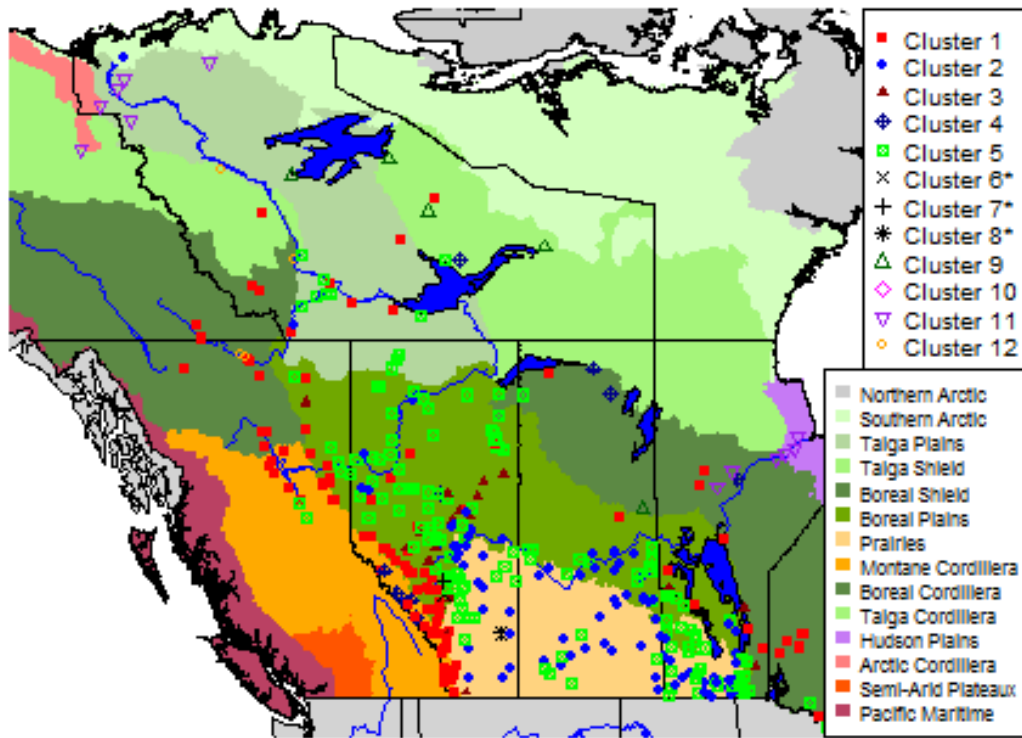 Cluster 1
Cluster 2
Cluster 3
Cluster 4
Cluster 5
Cluster 6*
Cluster 7*
Cluster 8*
Cluster 9
Cluster 10
Cluster 11
Cluster 12
Northern Arctic
Southern Arctic
Taiga Plains
Taiga Shield
Boreal Shield
Boreal Plains
Prairies
Montane Cordillera
Boreal Cordillera
Taiga Cordillera
Hudson Plains
Arctic Cordillera
Semi-Arid Plateaux
Pacific Maritime